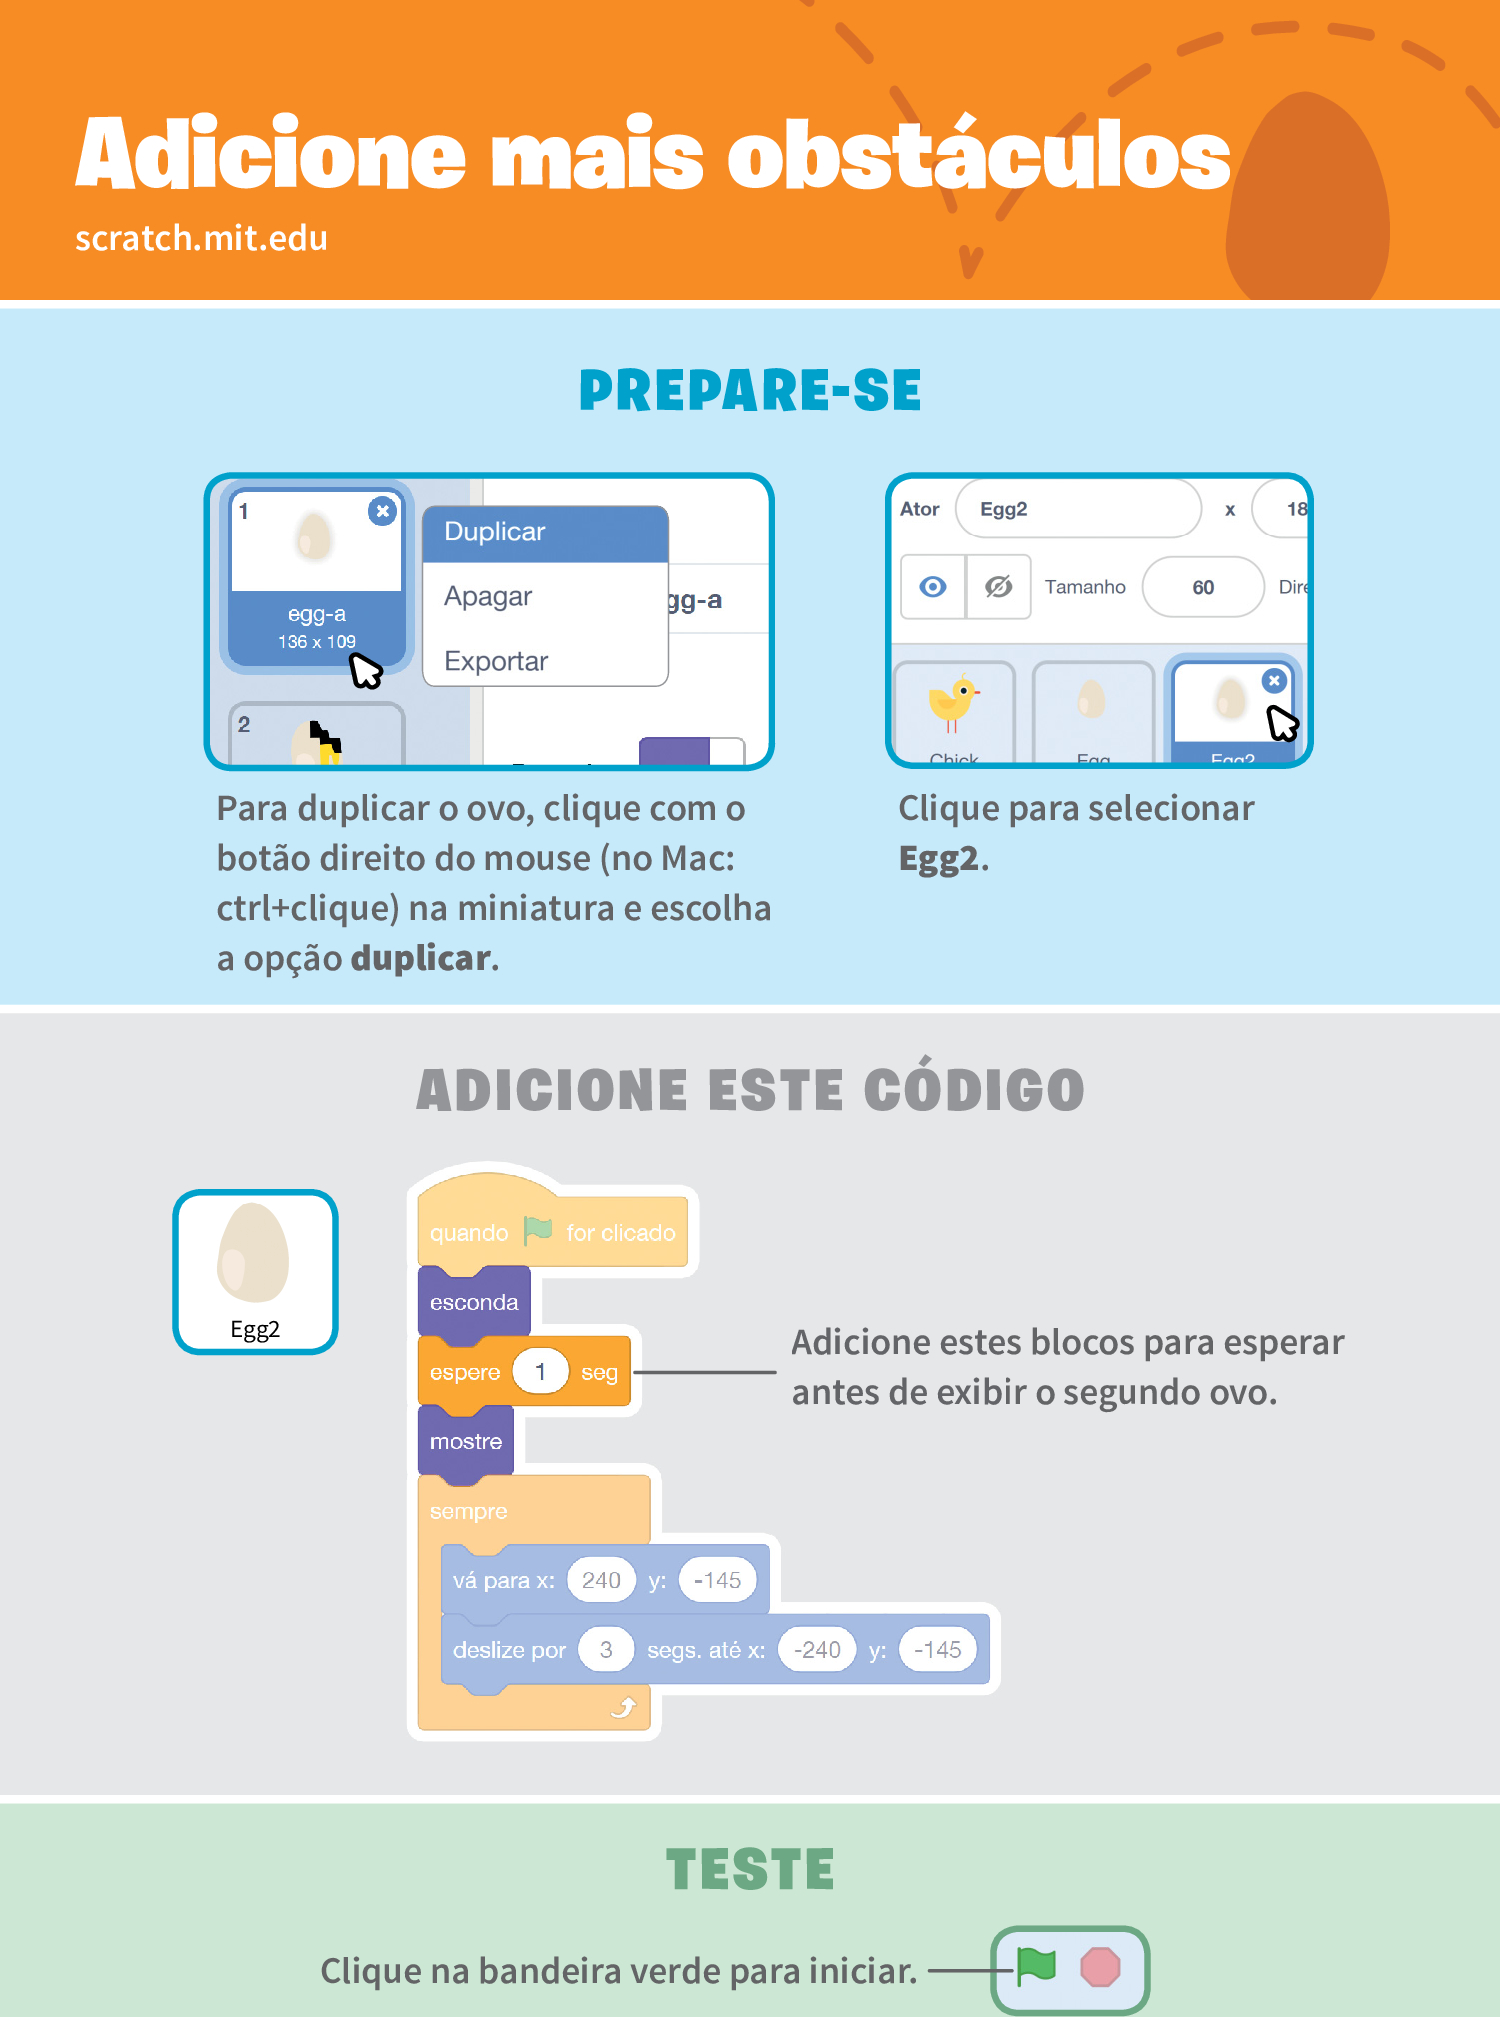 Adicione mais obstáculos
scratch.mit.edu
PREPARE-SE
1
egg-a
136 x 109
2
Duplicar
Apagar
Exportar
gg-a
Ator Egg2 x 18
Tamanho 60 Dire
Chick Egg Egg2
Para duplicar o ovo, clique com o
botão direito do mouse (no Mac:
ctrl+clique) na miniatura e escolha
a opção duplicar.
Clique para selecionar
Egg2.
ADICIONE ESTE CÓDIGO
Egg2
quando for clicado
esconda
espere 1 seg
mostre
sempre
vá para x: 240 y: -145
deslize por 3 segs. até x: -240 y: -145
Adicione estes blocos para esperar
antes de exibir o segundo ovo.
TESTE
Clique na bandeira verde para iniciar.